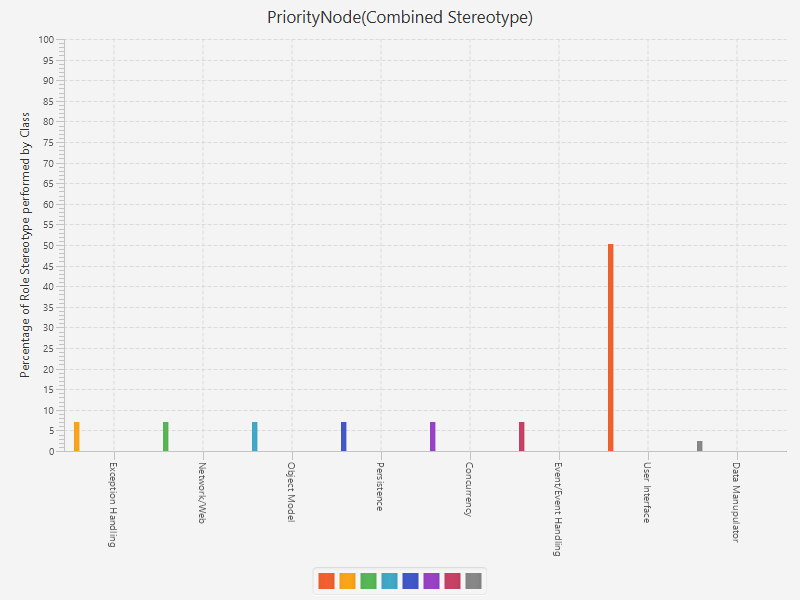 PriorityNode(Combined Stereotype)
Percentage of Role Stereotype performed by Class
100
95
90
85
80
75
70
65
60
55
50
45
40
35
30
25
20
15
10
5
0
Exception Handling
Network/Web
Object Model
Persistence
Concurrency
Event/Event Handling
User Interface
Data Manupulator